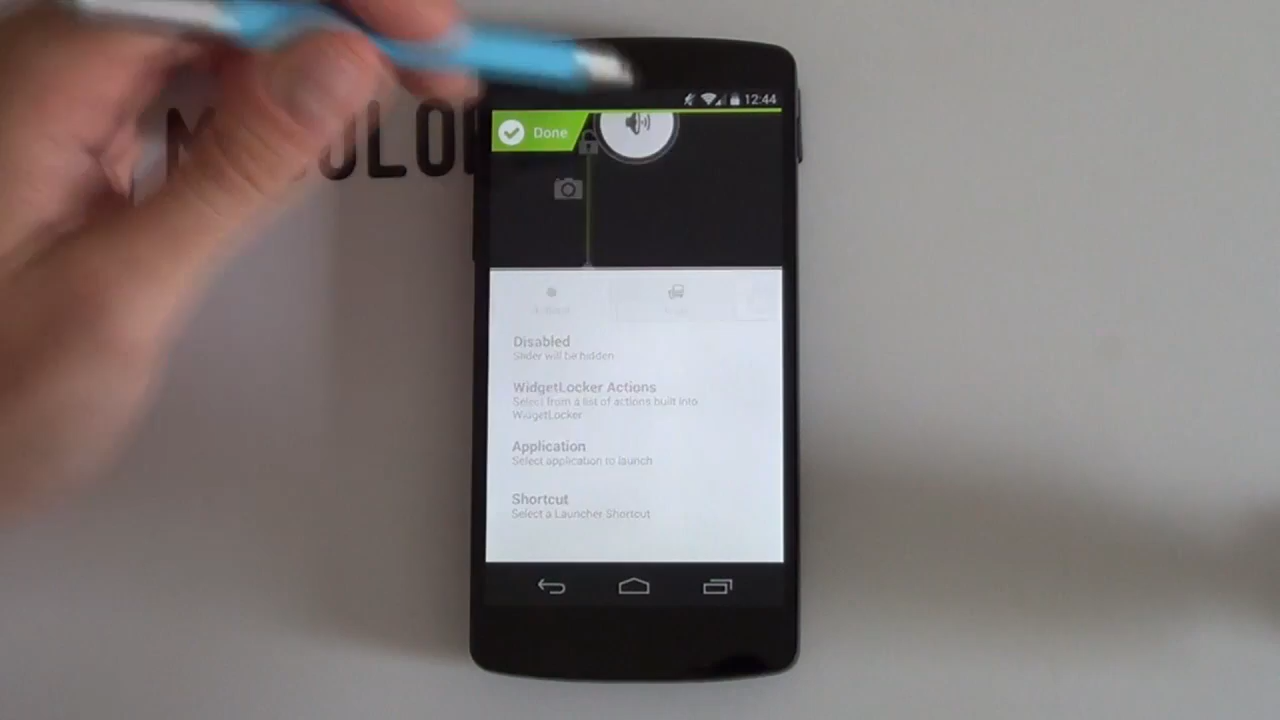 12:44
Done
Disabled
Slider will be hidden
WidgetLocker Actions
Select from a list of actions built into
WidgetLocker
Application
Select application to launch
Shortcut
Select a Launcher Shortcut